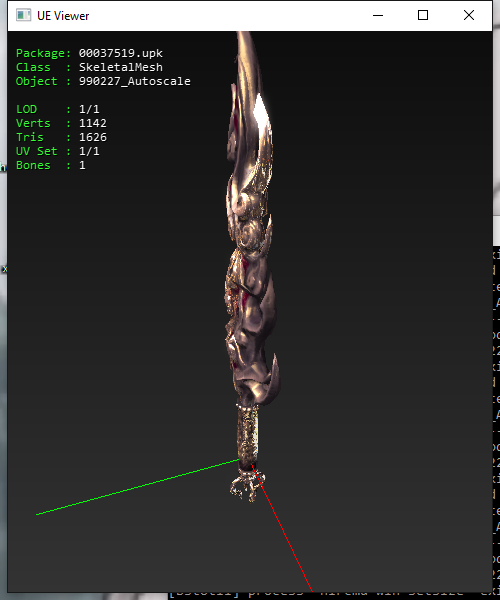 UE Viewer
Package: 00037519.upk
Class : SkeletalMesh
Object : 990227_Autoscale
LOD : 1/1
Verts : 1142
Tris : 1626
UV Set : 1/1
Bones : 1